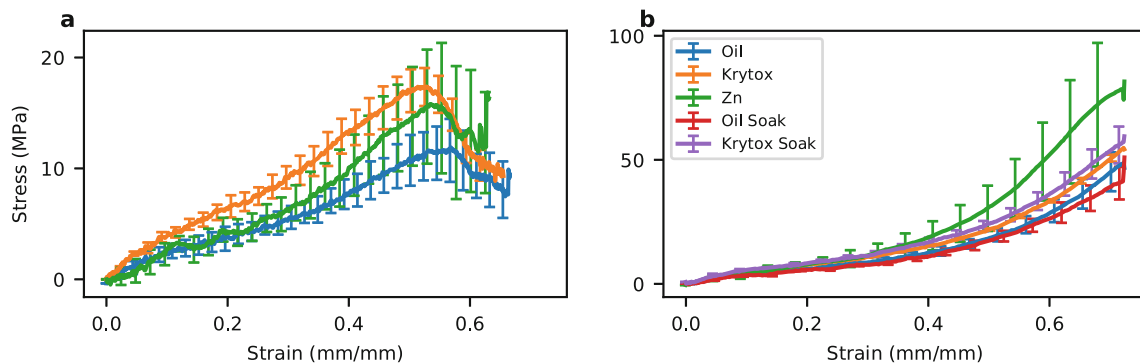 a
20
10
0
Stress (MPa)
0.0 0.2 0.4 0.6
Strain (mm/mm)
b
100
50
0
Oil
Krytox
Zn
Oil Soak
Krytox Soak
0.0 0.2 0.4 0.6
Strain (mm/mm)